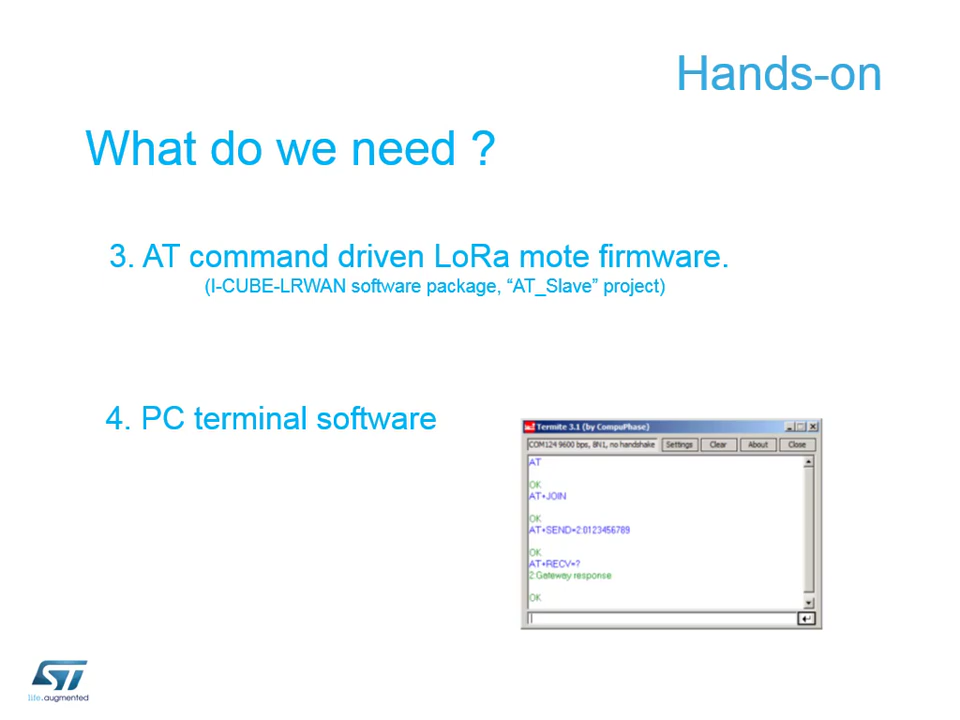 Hands-on
What do we need ?
3. AT command driven LoRa mote firmware.
(I-CUBE-LRWAN software package, “AT_Slave” project)
4. PC terminal software
Termite 3.1 (by CompuPhase)
COM124 9600 bps, 8N1, no handshake Settings Clear About Close
AT
OK
AT+JOIN
OK
AT+SEND=2:0123456789
OK
AT+RECV=?
2:Gateway response
OK
ST
life.augmented